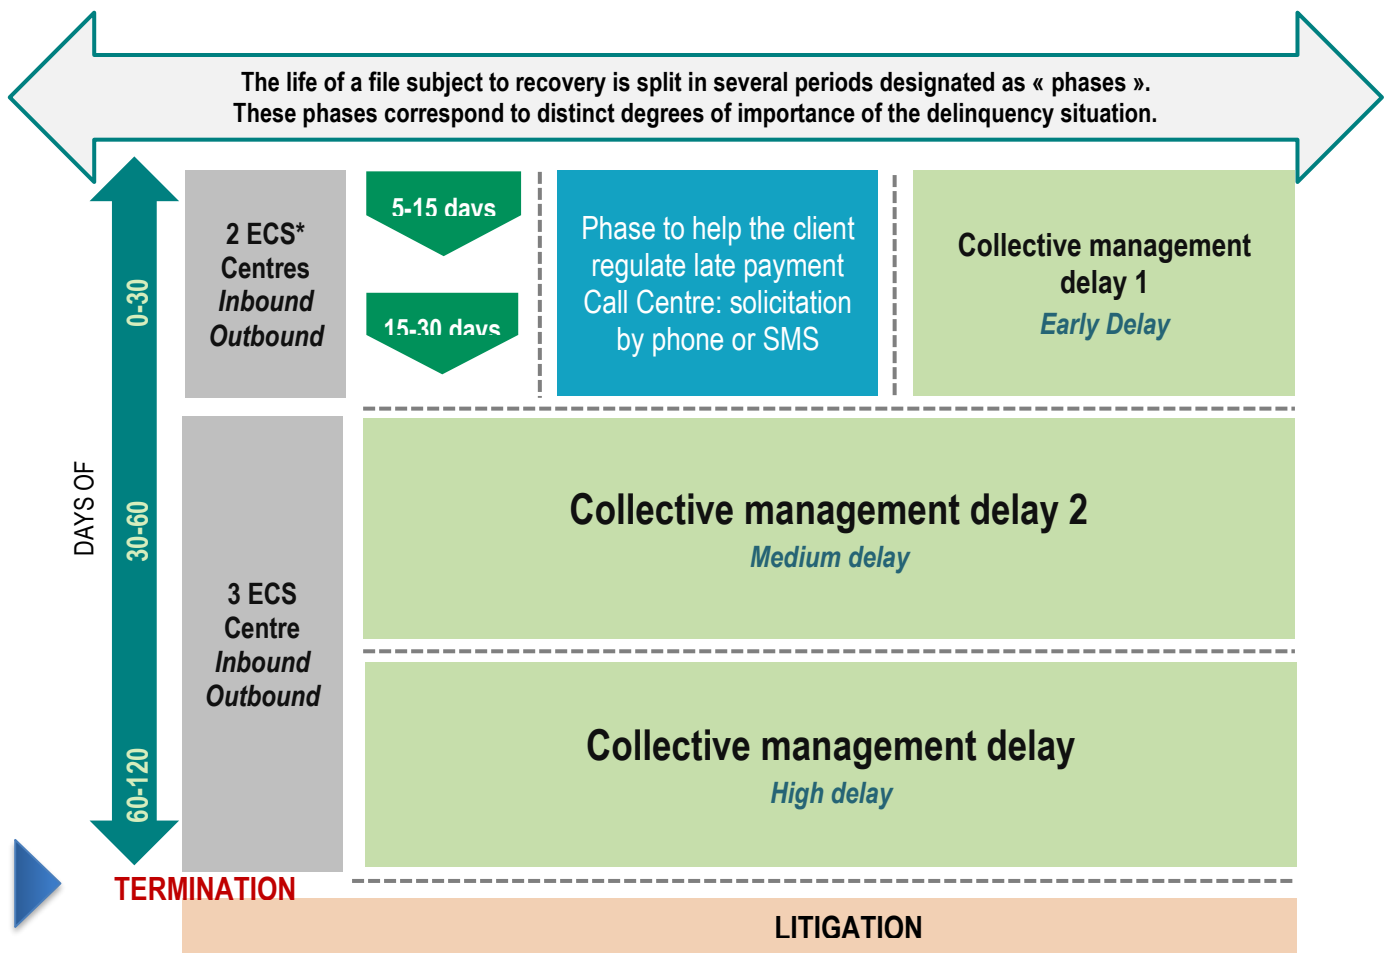 The life of a file subject to recovery is split in several periods designated as « phases ».
These phases correspond to distinct degrees of importance of the delinquency situation.
DAYS OF
0-30
30-60
60-120
2 ECS*
Centres
Inbound
Outbound
5-15 days
15-30 days
Phase to help the client
regulate late payment
Call Centre: solicitation
by phone or SMS
Collective management
delay 1
Early Delay
3 ECS
Centre
Inbound
Outbound
Collective management delay 2
Medium delay
Collective management delay
High delay
TERMINATION
LITIGATION